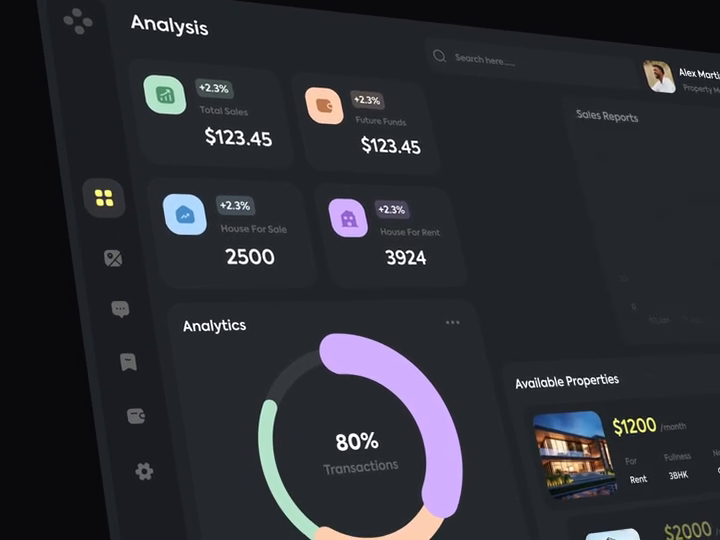 Analysis
Search here.....
Alex Marti
Property M
+2.3%
Total Sales
$123.45
+2.3%
Future Funds
$123.45
+2.3%
House For Sale
2500
+2.3%
House For Rent
3924
Sales Reports
Analytics
80%
Transactions
Available Properties
$1200 /month
For Fullness
Rent 3BHK
$2000